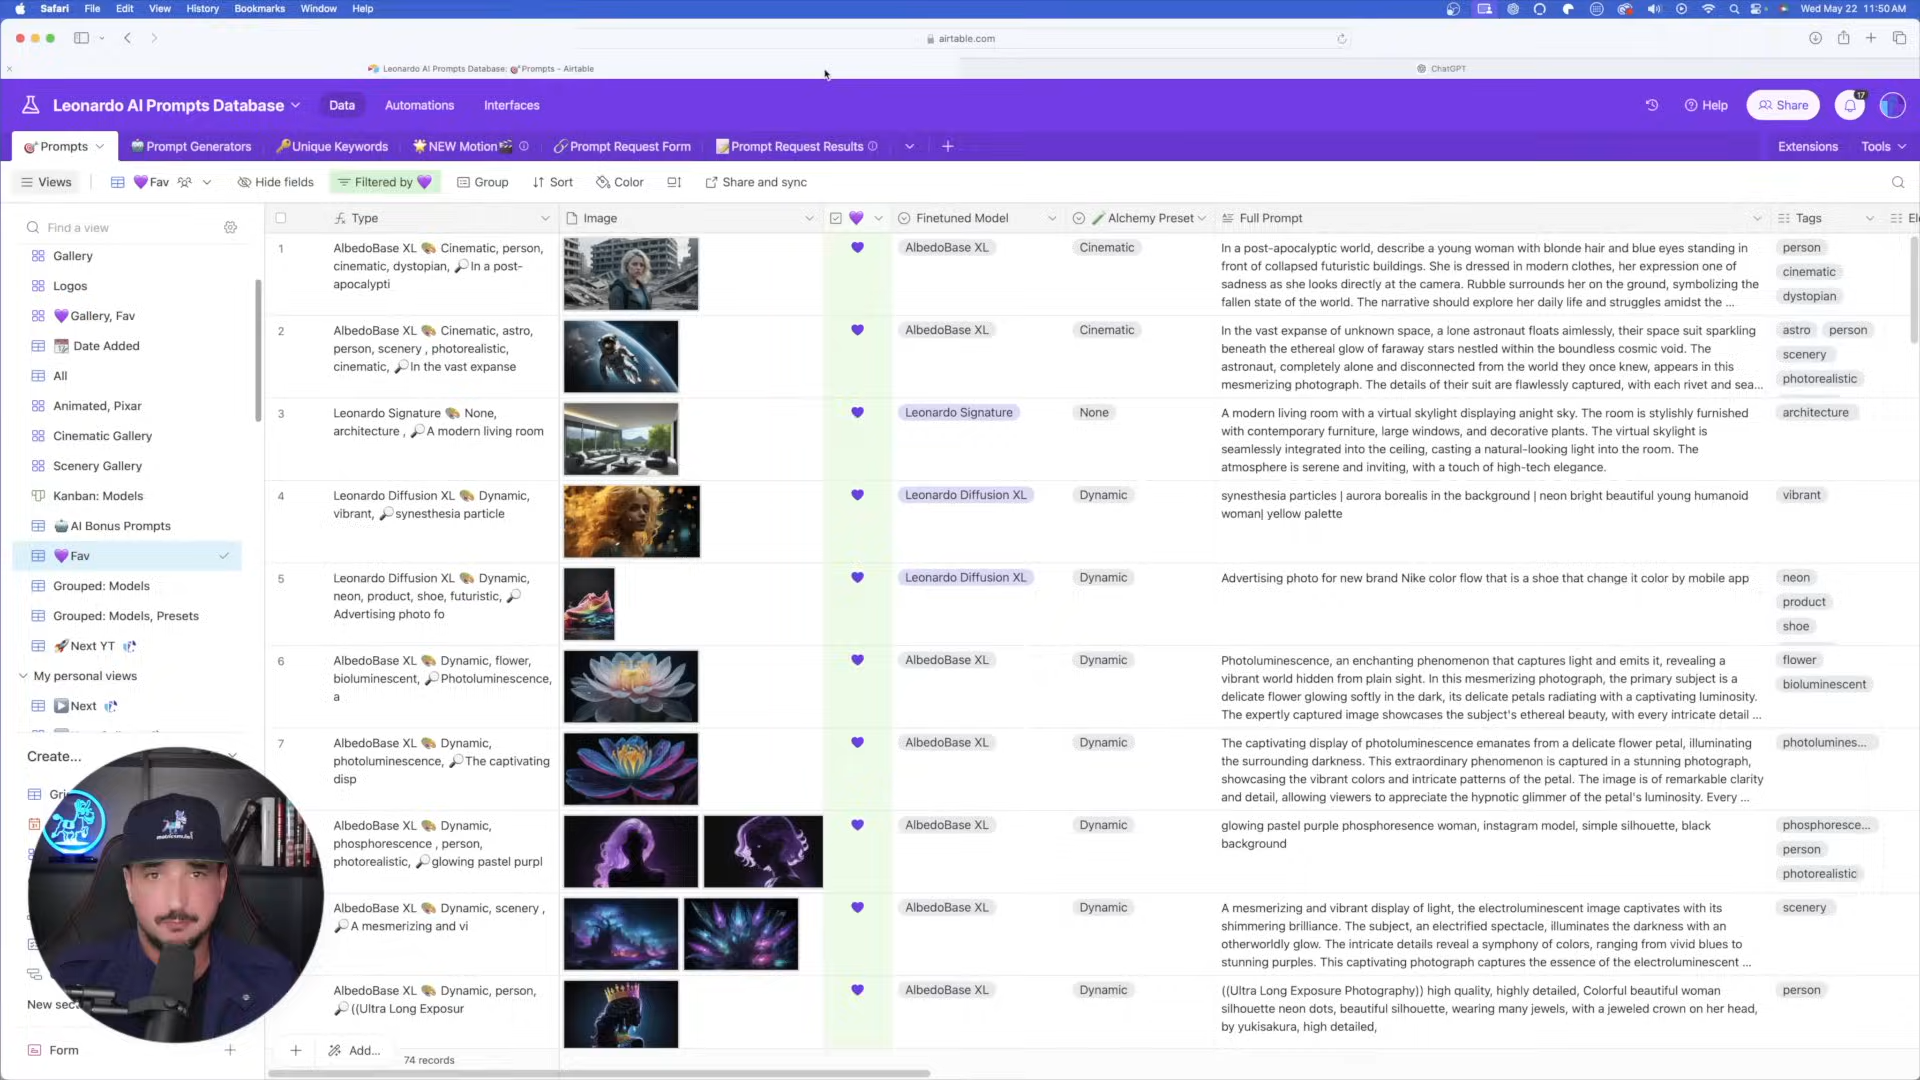 Safari File Edit View History Bookmarks Window Help Wed May 22 11:50 AM
airtable.com
Leonardo AI Prompts Database: Prompts - Airtable ChatGPT
Leonardo AI Prompts Database Data Automations Interfaces Help Share 17
Prompts Prompt Generators Unique Keywords NEW Motion Prompt Request Form Prompt Request Results Extensions Tools
Views Fav Hide fields Filtered by Group Sort Color Share and sync
Find a view
Gallery
Logos
Gallery, Fav
Date Added
All
Animated, Pixar
Cinematic Gallery
Scenery Gallery
Kanban: Models
AI Bonus Prompts
Fav
Grouped: Models
Grouped: Models, Presets
Next YT
My personal views
Next
Create...
New sec
Form
Type Image Finetuned Model Alchemy Preset Full Prompt Tags
1
AlbedoBase XL Cinematic, person,
cinematic, dystopian, In a post-
apocalypti
AlbedoBase XL
Cinematic
In a post-apocalyptic world, describe a young woman with blonde hair and blue eyes standing in
front of collapsed futuristic buildings. She is dressed in modern clothes, her expression one of
sadness as she looks directly at the camera. Rubble surrounds her on the ground, symbolizing the
fallen state of the world. The narrative should explore her daily life and struggles amidst the ...
person
cinematic
dystopian
2
AlbedoBase XL Cinematic, astro,
person, scenery , photorealistic,
cinematic, In the vast expanse
AlbedoBase XL
Cinematic
In the vast expanse of unknown space, a lone astronaut floats aimlessly, their space suit sparkling
beneath the ethereal glow of faraway stars nestled within the boundless cosmic void. The
astronaut, completely alone and disconnected from the world they once knew, appears in this
mesmerizing photograph. The details of their suit are flawlessly captured, with each rivet and sea...
astro person
scenery
photorealistic
3
Leonardo Signature None,
architecture , A modern living room
Leonardo Signature
None
A modern living room with a virtual skylight displaying anight sky. The room is stylishly furnished
with contemporary furniture, large windows, and decorative plants. The virtual skylight is
seamlessly integrated into the ceiling, casting a natural-looking light into the room. The
atmosphere is serene and inviting, with a touch of high-tech elegance.
architecture
4
Leonardo Diffusion XL Dynamic,
vibrant, synesthesia particle
Leonardo Diffusion XL
Dynamic
synesthesia particles | aurora borealis in the background | neon bright beautiful young humanoid
woman| yellow palette
vibrant
5
Leonardo Diffusion XL Dynamic,
neon, product, shoe, futuristic,
Advertising photo fo
Leonardo Diffusion XL
Dynamic
Advertising photo for new brand Nike color flow that is a shoe that change it color by mobile app
neon
product
shoe
6
AlbedoBase XL Dynamic, flower,
bioluminescent, Photoluminescence,
a
AlbedoBase XL
Dynamic
Photoluminescence, an enchanting phenomenon that captures light and emits it, revealing a
vibrant world hidden from plain sight. In this mesmerizing photograph, the primary subject is a
delicate flower glowing softly in the dark, its delicate petals radiating with a captivating luminosity.
The expertly captured image showcases the subject's ethereal beauty, with every intricate detail ...
flower
bioluminescent
7
AlbedoBase XL Dynamic,
photoluminescence, The captivating
disp
AlbedoBase XL
Dynamic
The captivating display of photoluminescence emanates from a delicate flower petal, illuminating
the surrounding darkness. This extraordinary phenomenon is captured in a stunning photograph,
showcasing the vibrant colors and intricate patterns of the petal. The image is of remarkable clarity
and detail, allowing viewers to appreciate the hypnotic glimmer of the petal's luminosity. Every ...
photolumines...
AlbedoBase XL Dynamic,
phosphorescence , person,
photorealistic, glowing pastel purpl
AlbedoBase XL
Dynamic
glowing pastel purple phosphoresence woman, instagram model, simple silhouette, black
background
phosphoresce...
person
photorealistic
AlbedoBase XL Dynamic, scenery ,
A mesmerizing and vi
AlbedoBase XL
Dynamic
A mesmerizing and vibrant display of light, the electroluminescent image captivates with its
shimmering brilliance. The subject, an electrified spectacle, illuminates the darkness with an
otherworldly glow. The intricate details reveal a symphony of colors, ranging from vivid blues to
stunning purples. This captivating photograph captures the essence of the electroluminescent ...
scenery
AlbedoBase XL Dynamic, person,
((Ultra Long Exposur
AlbedoBase XL
Dynamic
((Ultra Long Exposure Photography)) high quality, highly detailed, Colorful beautiful woman
silhouette neon dots, beautiful silhouette, wearing many jewels, with a jeweled crown on her head,
by yukisakura, high detailed,
person
Add...
74 records